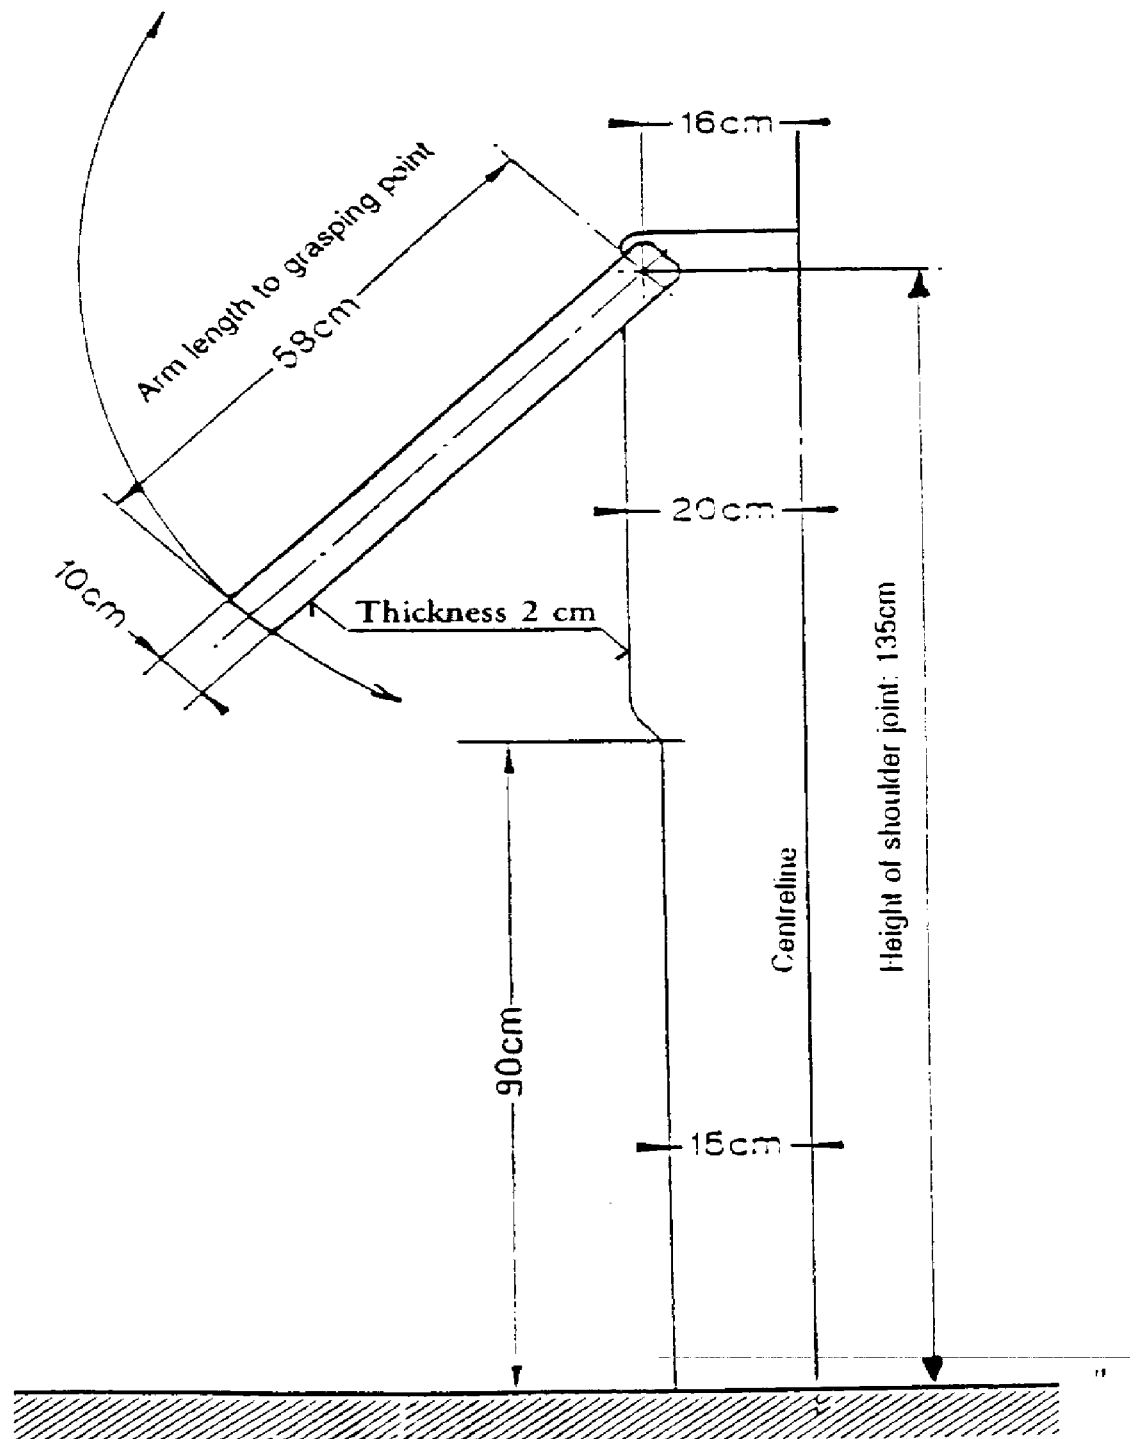 16cm
Arm length to grasping point
58cm
20cm
10cm
Thickness 2 cm
Height of shoulder joint: 135cm
Centreline
90cm
15cm